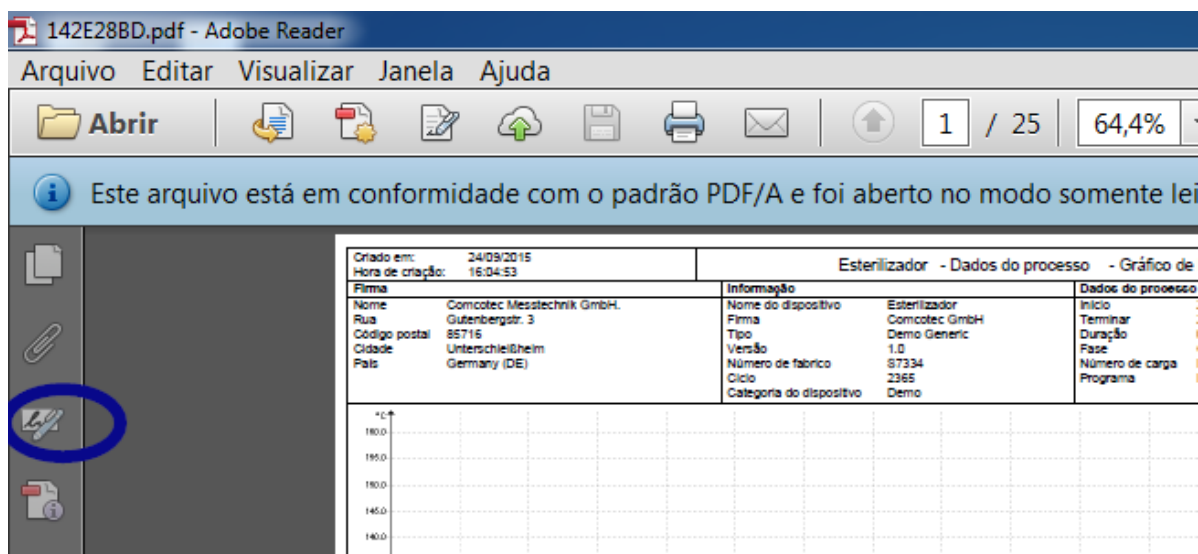 142E28BD.pdf - Adobe Reader
Arquivo Editar Visualizar Janela Ajuda
Abrir 1 / 25 64,4%
Este arquivo está em conformidade com o padrão PDF/A e foi aberto no modo somente lei
Criado em: 24/09/2015
Hora de criação: 16:04:53
Esterilizador - Dados do processo - Gráfico de
Firma Informação Dados do processo
Nome Comcotec Messtechnik GmbH. Nome do dispositivo Esterilizador Início
Rua Gutenbergstr. 3 Firma Comcotec GmbH Terminar
Código postal 85716 Tipo Demo Generic Duração
Cidade Unterschleißheim Versão 1.0 Fase
País Germany (DE) Número de fabrico S7334 Número de carga
Ciclo 2365 Programa
Categoria do dispositivo Demo
°C
160.0
155.0
150.0
145.0
140.0